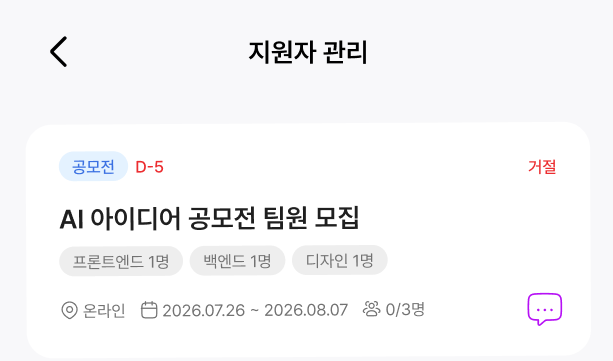 지원자 관리
공모전 D-5 거절
AI 아이디어 공모전 팀원 모집
프론트엔드 1명 백엔드 1명 디자인 1명
온라인 2026.07.26 ~ 2026.08.07 0/3명